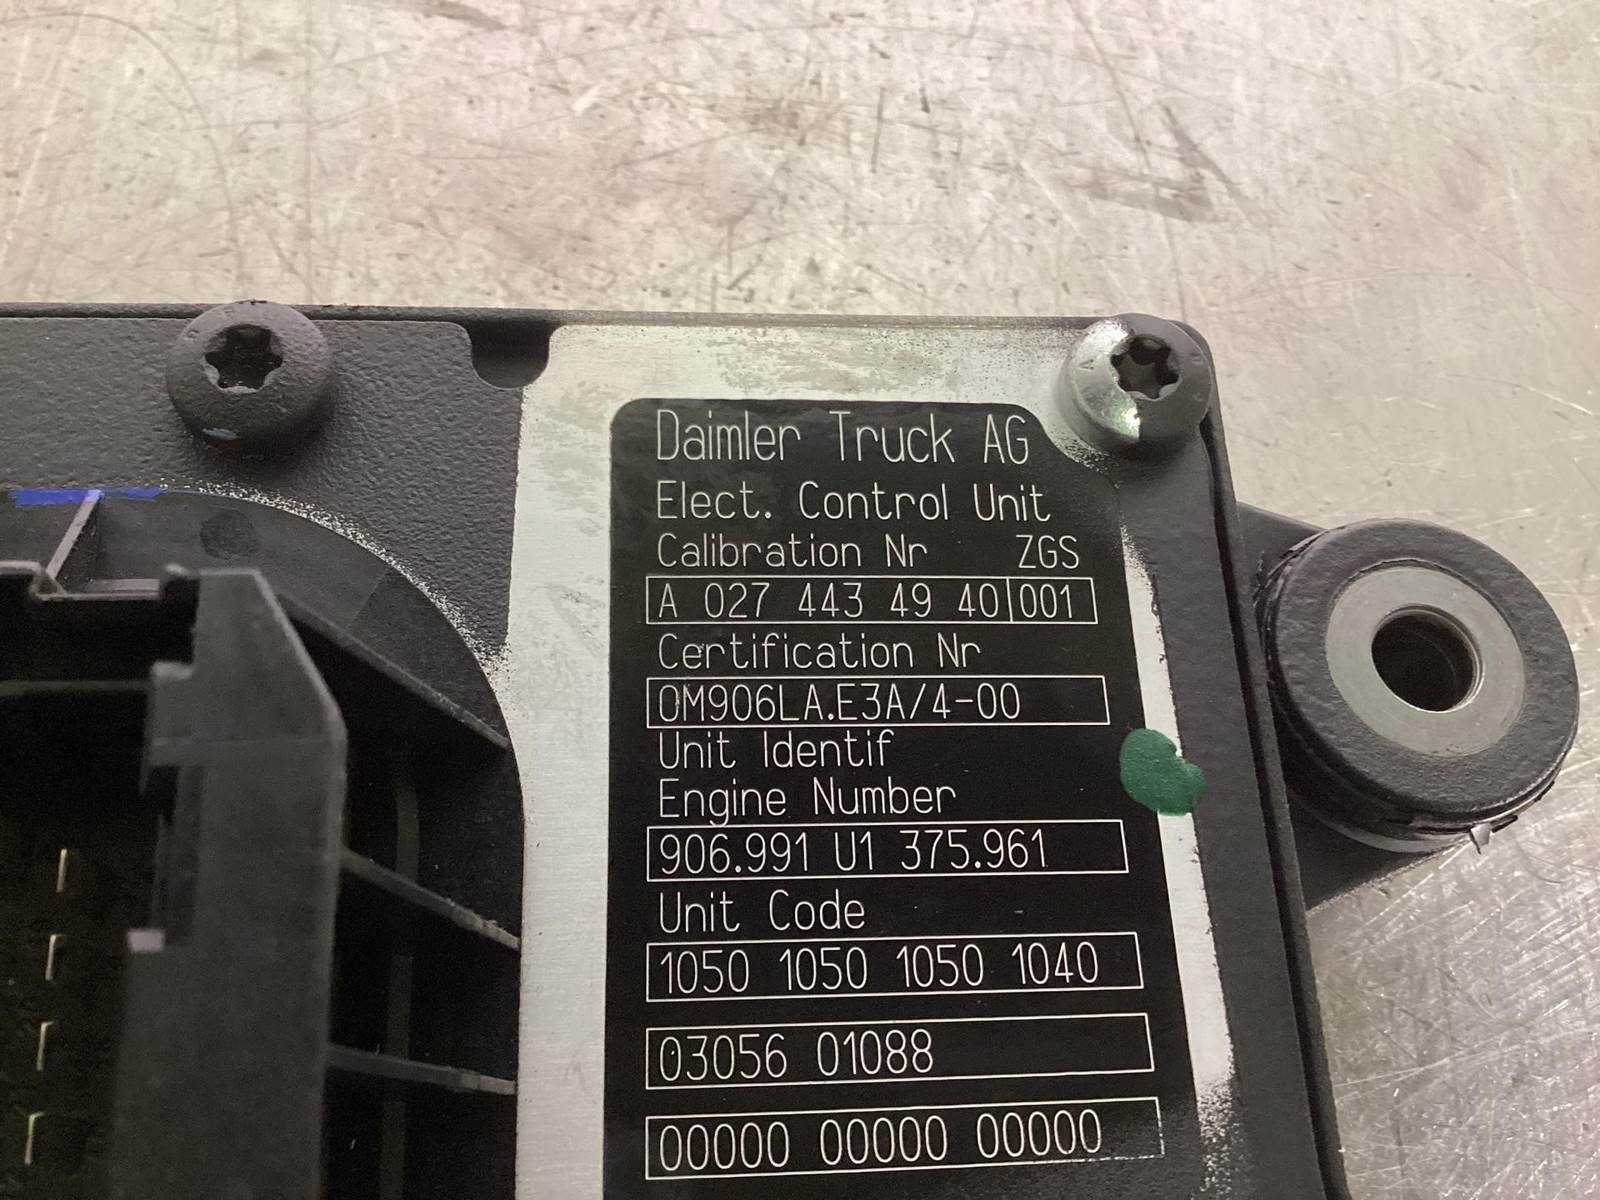 Daimler Truck AG
Elect. Control Unit
Calibration Nr ZGS
A 027 443 49 40 001
Certification Nr
OM906LA.E3A/4-00
Unit Identif
Engine Number
906.991 U1 375.961
Unit Code
1050 1050 1050 1040
03056 01088
00000 00000 00000